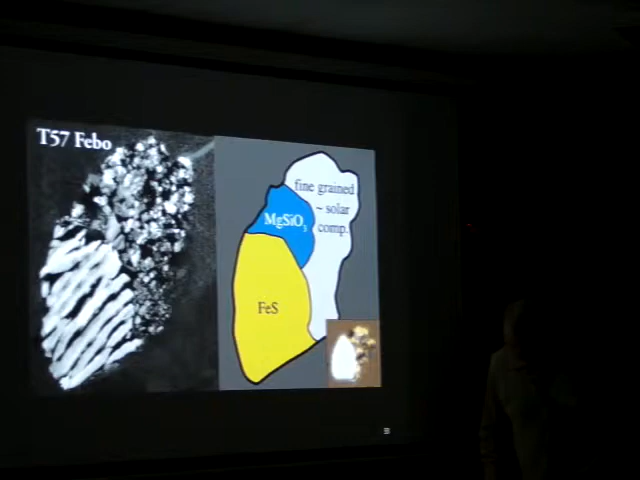 T57 Febo
fine grained
~ solar
comp.
MgSiO3
FeS